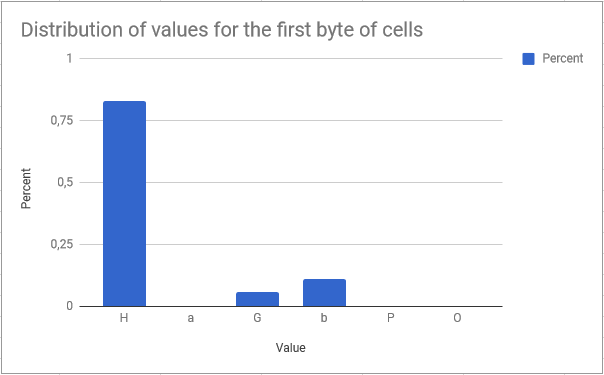 Distribution of values for the first byte of cells
Percent
1
0,75
0,5
0,25
0
Percent
H a G b P O
Value